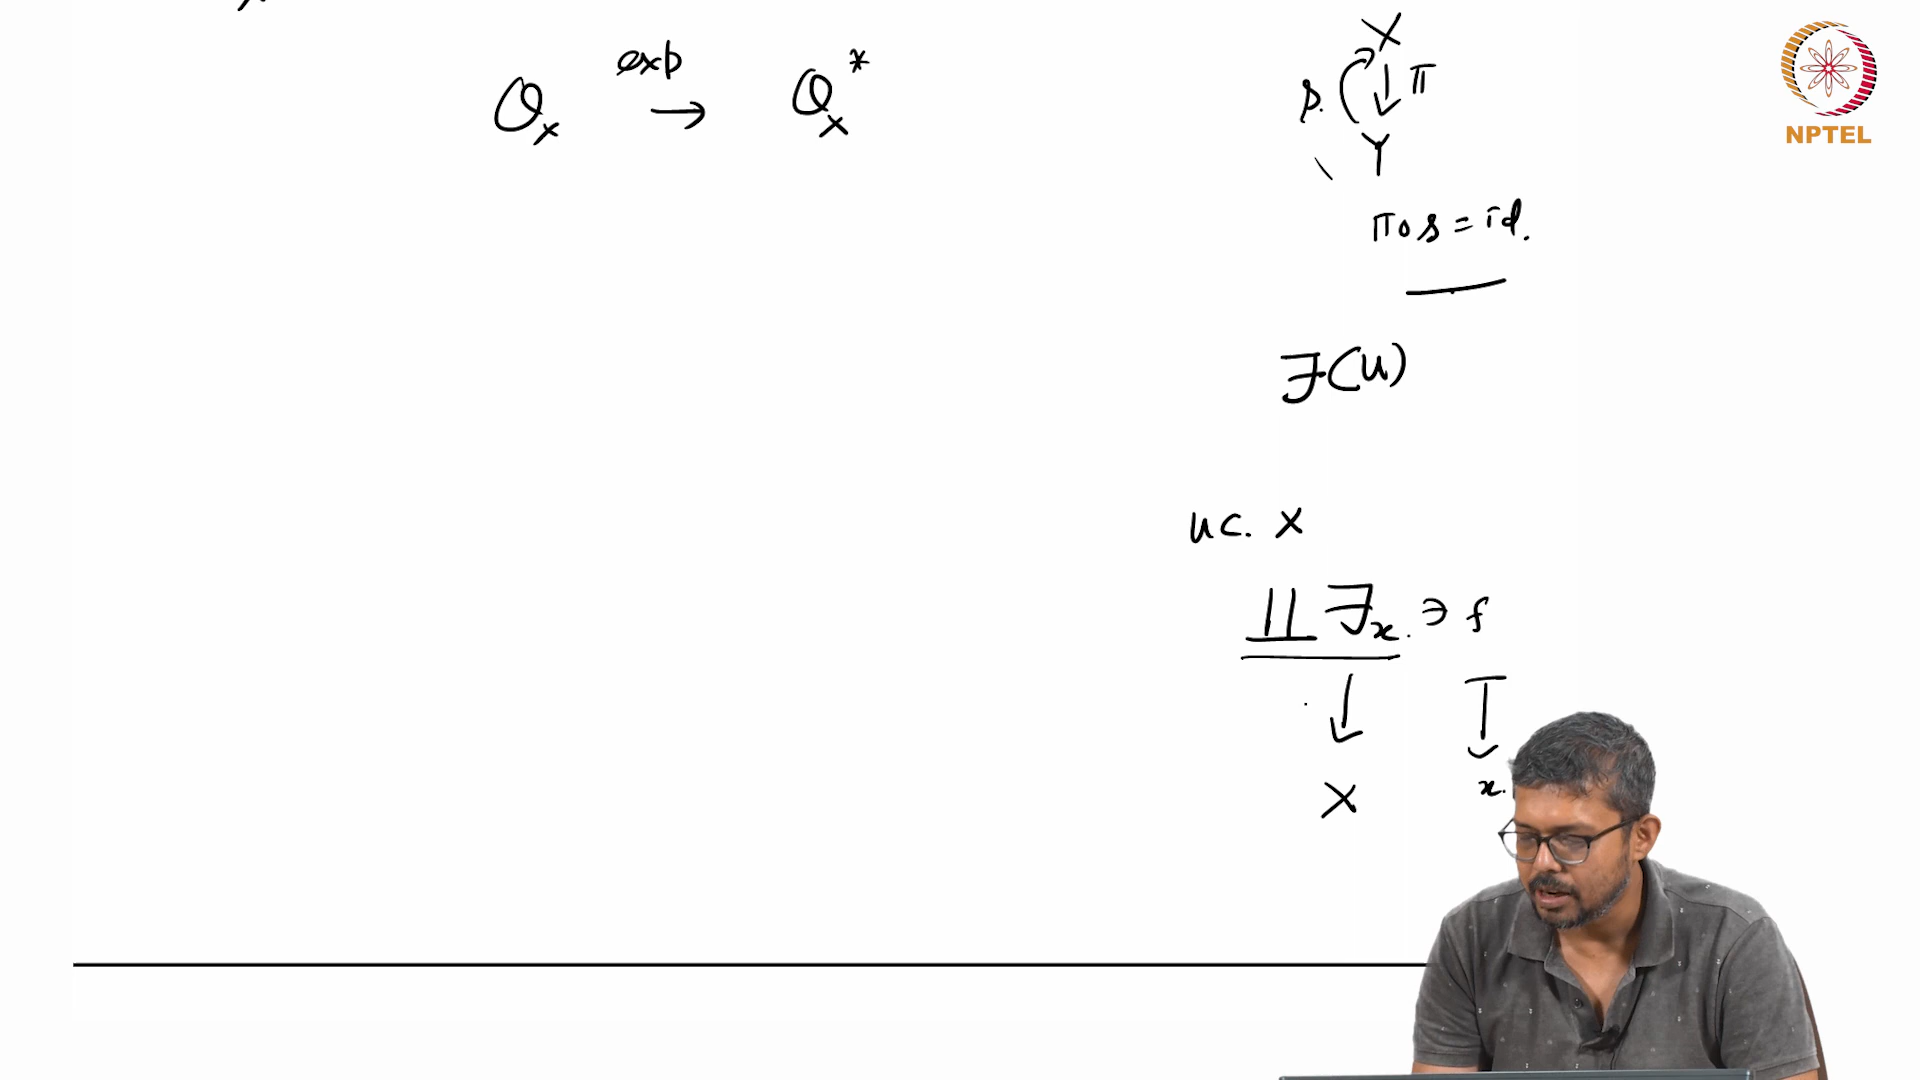 exp
O_x → O_x^*
X
s. ↓ π
Y
π∘s = id.
F(U)
U ⊂. X
∐ F_x. ∋ f
↓ ↧
X x.
NPTEL